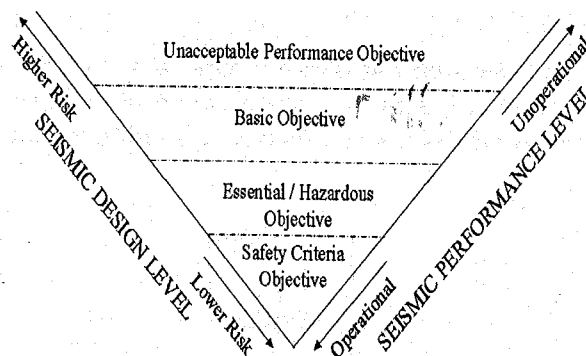 Unacceptable Performance Objective
Basic Objective
Essential / Hazardous
Objective
Safety Criteria
Objective
Higher Risk
SEISMIC DESIGN LEVEL
Lower Risk
Unoperational
SEISMIC PERFORMANCE LEVEL
Operational